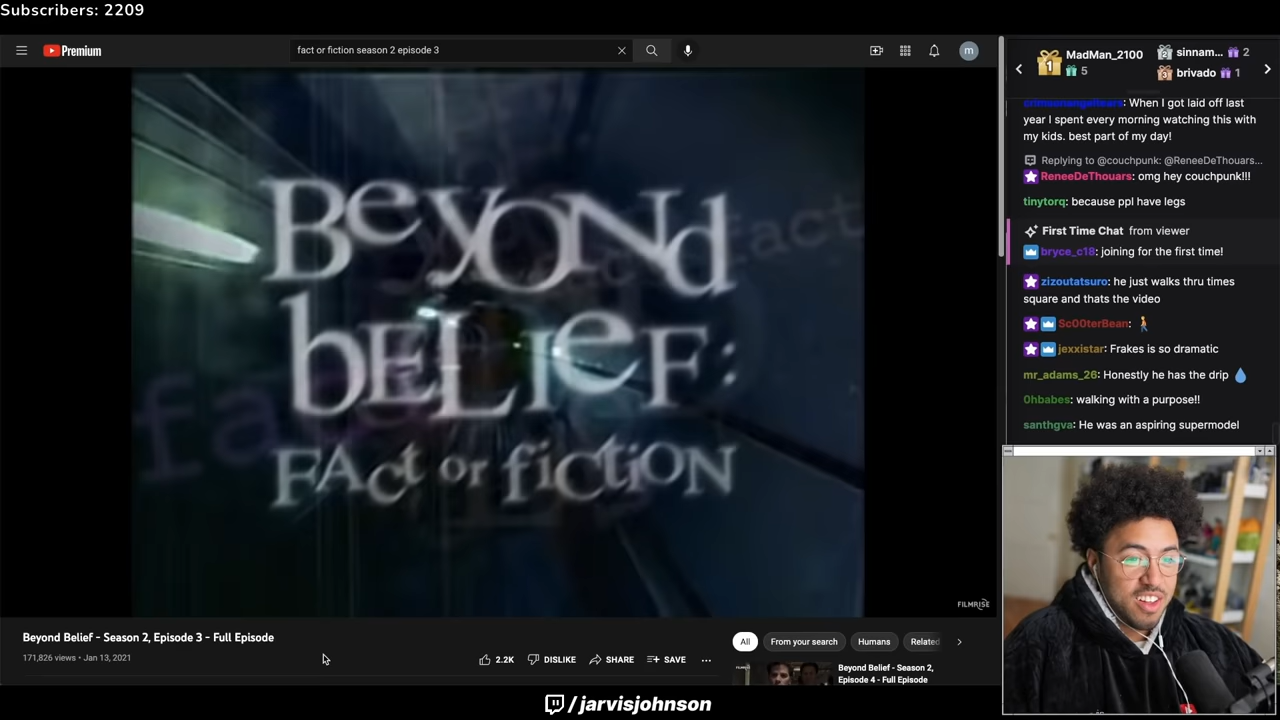 Subscribers: 2209
Premium
fact or fiction season 2 episode 3
m
BeyoNd
beLief:
FAct or fictioN
fact
FILMRISE
Beyond Belief - Season 2, Episode 3 - Full Episode
171,826 views • Jan 13, 2021
2.2K
DISLIKE
SHARE
SAVE
All
From your search
Humans
Related
Beyond Belief - Season 2,
Episode 4 - Full Episode
1
MadMan_2100
5
2
sinnam... 2
3
brivado 1
: When I got laid off last
year I spent every morning watching this with
my kids. best part of my day!
Replying to @couchpunk: @ReneeDeThouars...
ReneeDeThouars: omg hey couchpunk!!!
tinytorq: because ppl have legs
First Time Chat from viewer
bryce_c18: joining for the first time!
zizoutatsuro: he just walks thru times
square and thats the video
Sc00terBean: 🚶
jexxistar: Frakes is so dramatic
mr_adams_26: Honestly he has the drip 💧
0hbabes: walking with a purpose!!
santhgva: He was an aspiring supermodel
/jarvisjohnson